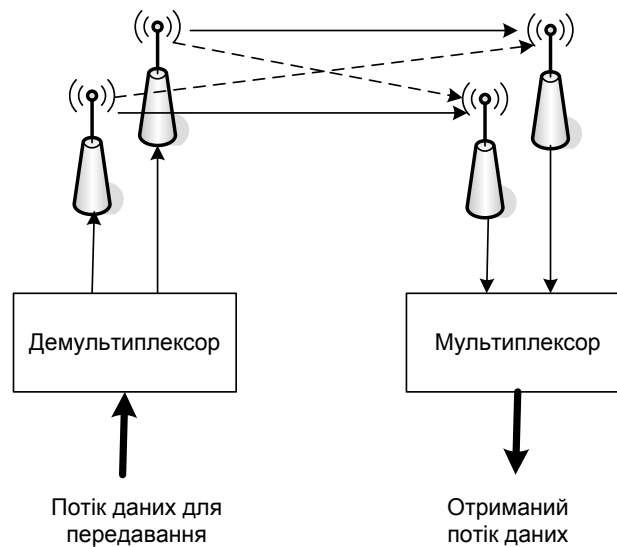 Демультиплексор
Мультиплексор
Потік даних для
передавання
Отриманий
потік даних